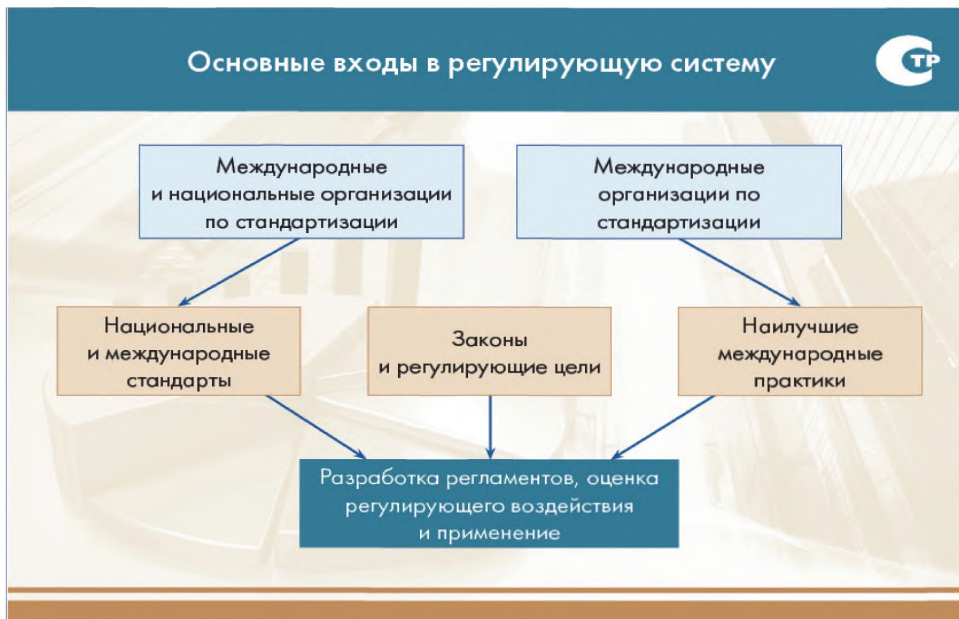 Основные входы в регулирующую систему
СТР
Международные
и национальные организации
по стандартизации
Международные
организации по
стандартизации
Национальные
и международные
стандарты
Законы
и регулирующие цели
Наилучшие
международные
практики
Разработка регламентов, оценка
регулирующего воздействия
и применение